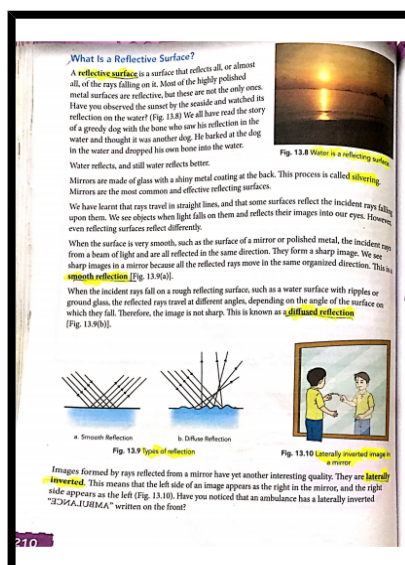 What Is a Reflective Surface?
A reflective surface is a surface that reflects all, or almost
all, of the rays falling on it. Most of the highly polished
metal surfaces are reflective, but these are not the only ones.
Have you observed the sunset by the seaside and watched its
reflection on the water? (Fig. 13.8) We all have read the story
of a greedy dog with the bone who saw his reflection in the
water and thought it was another dog. He barked at the dog
in the water and dropped his own bone into the water.
Fig. 13.8 Water is a reflecting surface
Water reflects, and still water reflects better.
Mirrors are made of glass with a shiny metal coating at the back. This process is called silvering.
Mirrors are the most common and effective reflecting surfaces.
We have learnt that rays travel in straight lines, and that some surfaces reflect the incident rays falling
upon them. We see objects when light falls on them and reflects their images into our eyes. However,
even reflecting surfaces reflect differently.
When the surface is very smooth, such as the surface of a mirror or polished metal, the incident rays
from a beam of light and are all reflected in the same direction. They form a sharp image. We see
sharp images in a mirror because all the reflected rays move in the same organized direction. This is a
smooth reflection [Fig. 13.9(a)].
When the incident rays fall on a rough reflecting surface, such as a water surface with ripples or
ground glass, the reflected rays travel at different angles, depending on the angle of the surface on
which they fall. Therefore, the image is not sharp. This is known as a diffused reflection
[Fig. 13.9(b)].
a. Smooth Reflection
b. Diffuse Reflection
Fig. 13.9 Types of reflection
Fig. 13.10 Laterally inverted image in
a mirror
Images formed by rays reflected from a mirror have yet another interesting quality. They are laterally
inverted. This means that the left side of an image appears as the right in the mirror, and the right
side appears as the left (Fig. 13.10). Have you noticed that an ambulance has a laterally inverted
"AMBULANCE" written on the front?
210